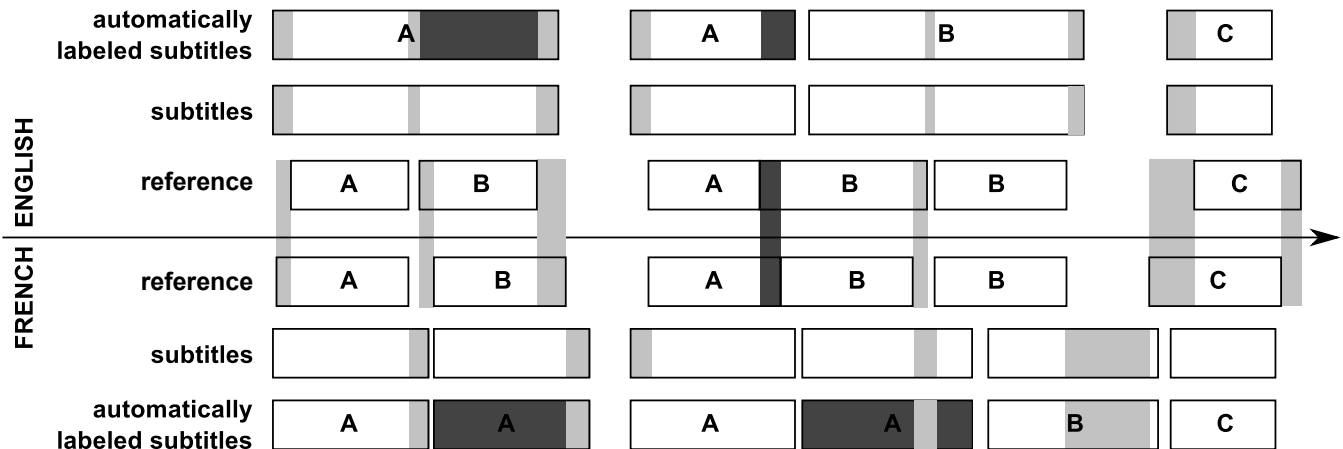 automatically
labeled subtitles
A A B C
subtitles
ENGLISH
reference
A B A B B C
FRENCH
reference
A B A B B C
subtitles
automatically
labeled subtitles
A A A A B C